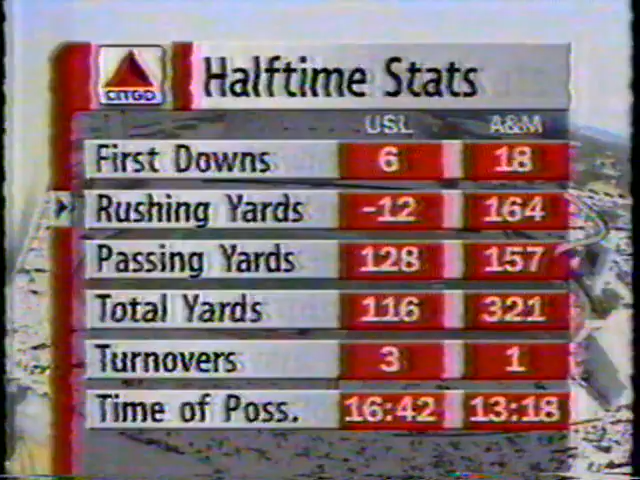 CITGO
Halftime Stats
USL A&M
First Downs 6 18
Rushing Yards -12 164
Passing Yards 128 157
Total Yards 116 321
Turnovers 3 1
Time of Poss. 16:42 13:18